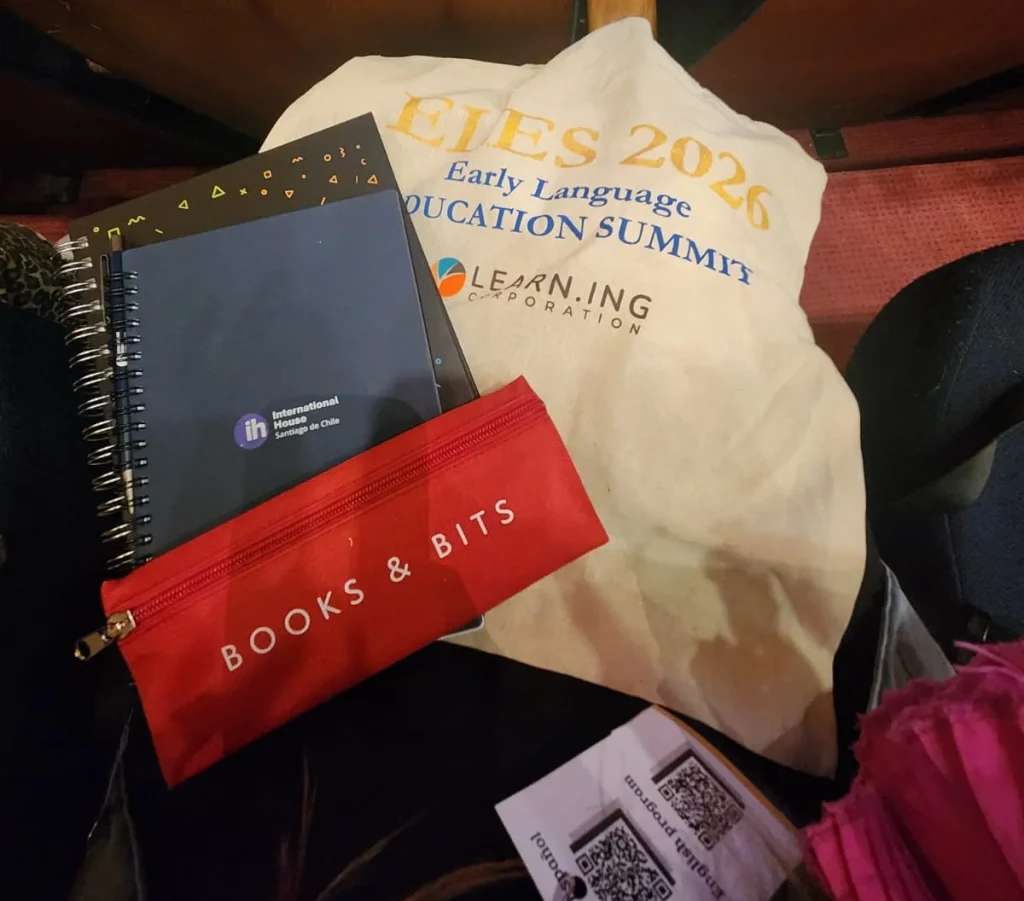 ELES 2026
Early Language
DUCATION SUMMIT
LEARN.ING
CORPORATION
ih International
House
Santiago de Chile
BOOKS & BITS
English program
pañol